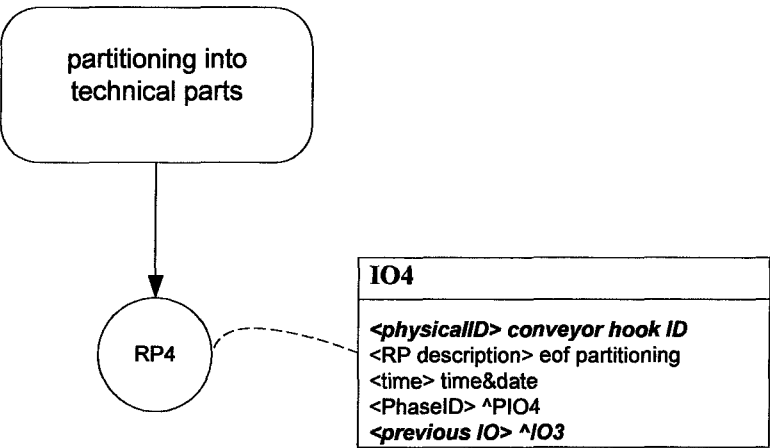 partitioning into
technical parts
RP4
IO4
<physicalID> conveyor hook ID
<RP description> eof partitioning
<time> time&date
<PhaseID> ^PIO4
<previous IO> ^IO3